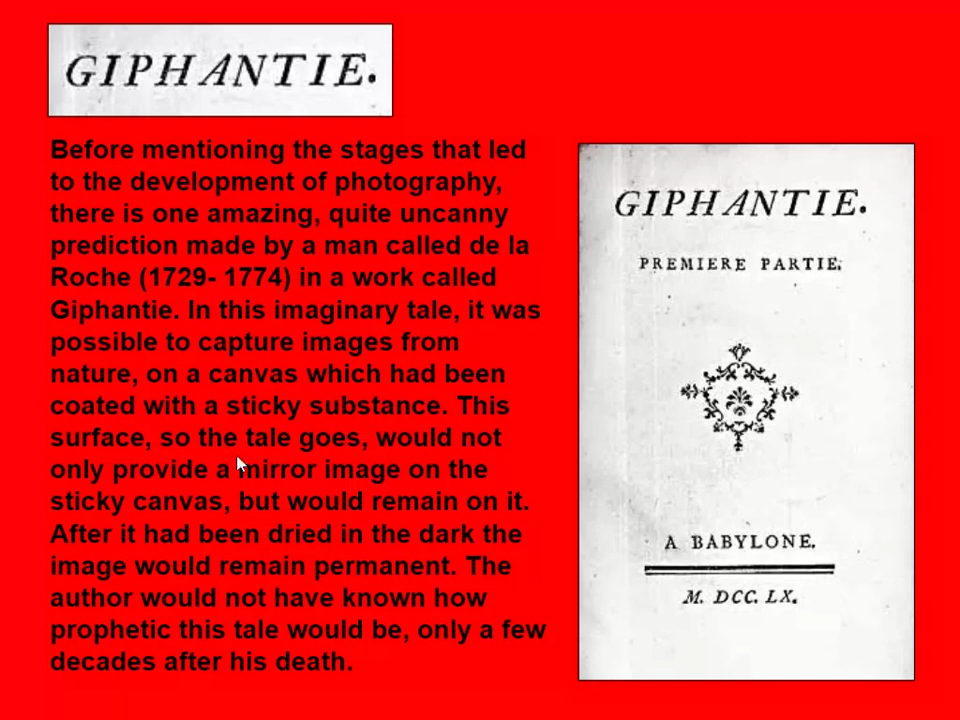 GIPHANTIE.
Before mentioning the stages that led
to the development of photography,
there is one amazing, quite uncanny
prediction made by a man called de la
Roche (1729- 1774) in a work called
Giphantie. In this imaginary tale, it was
possible to capture images from
nature, on a canvas which had been
coated with a sticky substance. This
surface, so the tale goes, would not
only provide a mirror image on the
sticky canvas, but would remain on it.
After it had been dried in the dark the
image would remain permanent. The
author would not have known how
prophetic this tale would be, only a few
decades after his death.
GIPHANTIE.
PREMIERE PARTIE.
A BABYLONE.
M. DCC. LX.